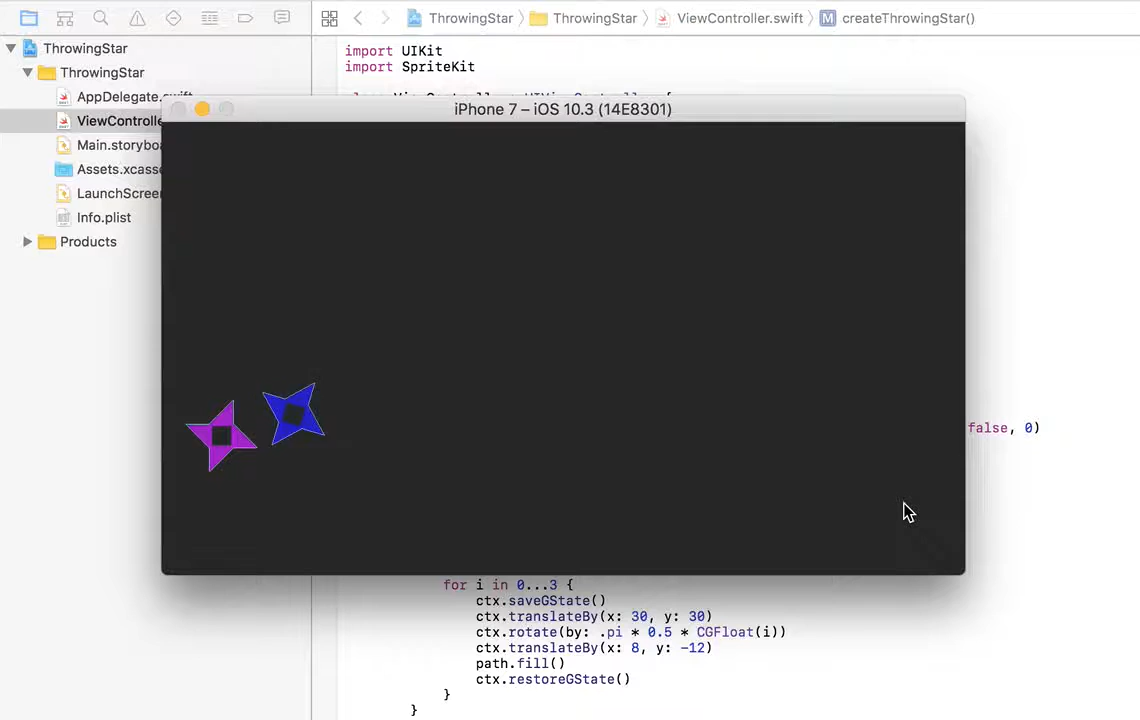 ThrowingStar
ThrowingStar
ThrowingStar
ViewController.swift
createThrowingStar()
ThrowingStar
AppDelegate.swift
ViewControlle
Main.storyboa
Assets.xcasse
LaunchScreen
Info.plist
Products
import UIKit
import SpriteKit
iPhone 7 – iOS 10.3 (14E8301)
false, 0)
for i in 0...3 {
ctx.saveGState()
ctx.translateBy(x: 30, y: 30)
ctx.rotate(by: .pi * 0.5 * CGFloat(i))
ctx.translateBy(x: 8, y: -12)
path.fill()
ctx.restoreGState()
}
}